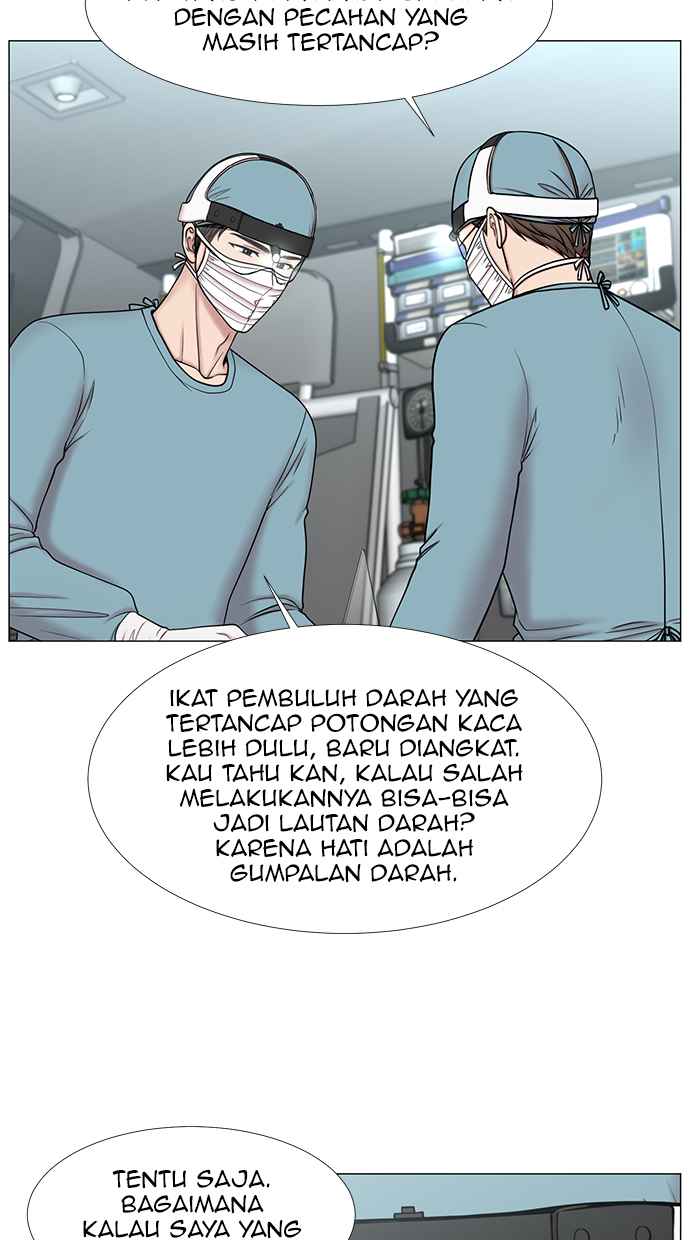 DENGAN PECAHAN YANG
MASIH TERTANCAP?
IKAT PEMBULUH DARAH YANG
TERTANCAP POTONGAN KACA
LEBIH DULU, BARU DIANGKAT.
KAU TAHU KAN, KALAU SALAH
MELAKUKANNYA BISA-BISA
JADI LAUTAN DARAH?
KARENA HATI ADALAH
GUMPALAN DARAH.
TENTU SAJA.
BAGAIMANA
KALAU SAYA YANG